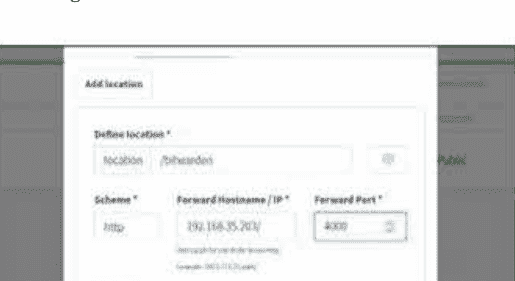 Add location
Define location *
location /bitwarden
Scheme * Forward Hostname / IP * Forward Port *
http 192.168.35.203/ 4000
Public